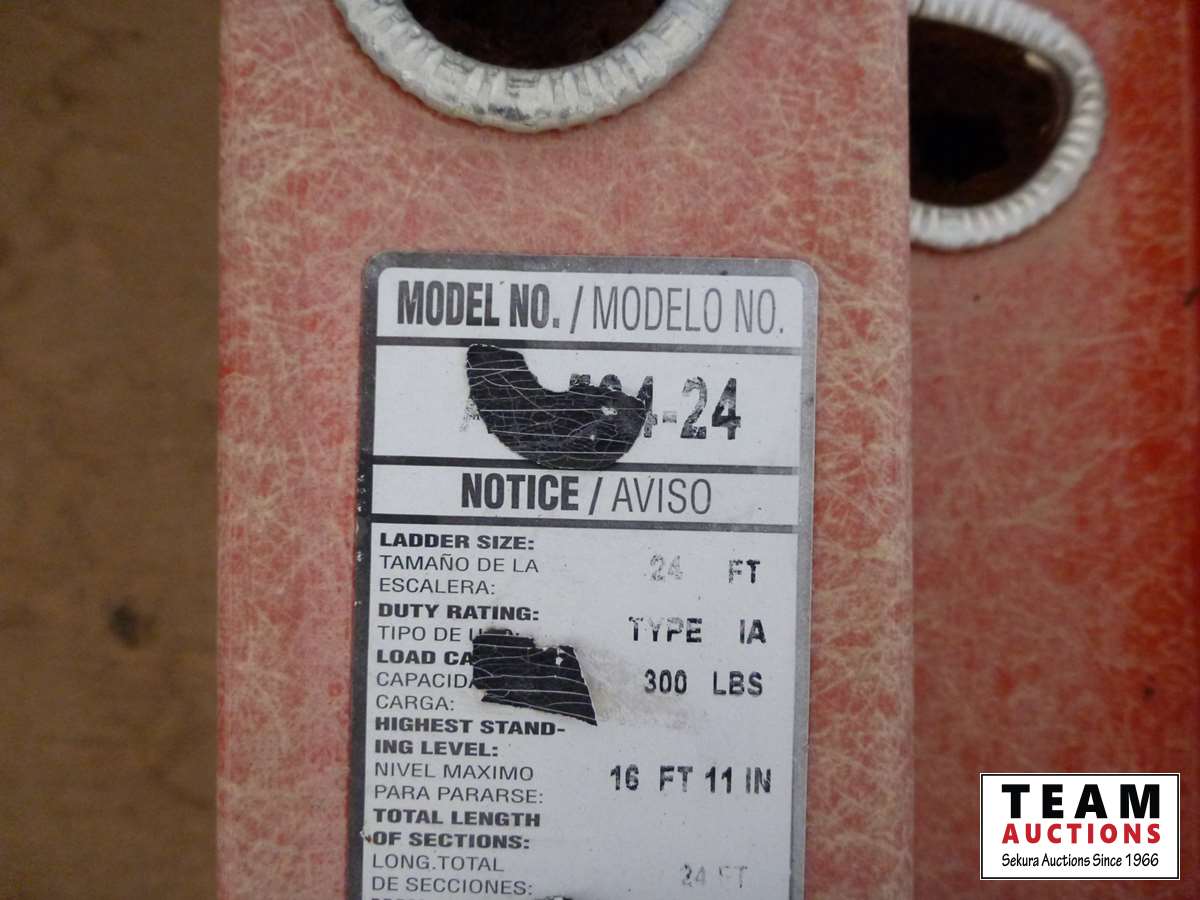 MODEL NO. / MODELO NO.
4-24
NOTICE / AVISO
LADDER SIZE:
TAMAÑO DE LA 24 FT
ESCALERA:
DUTY RATING:
TIPO DE TYPE IA
LOAD
CAPACIDA 300 LBS
CARGA:
HIGHEST STAND-
ING LEVEL:
NIVEL MAXIMO 16 FT 11 IN
PARA PARARSE:
TOTAL LENGTH
OF SECTIONS:
LONG.TOTAL 24 FT
DE SECCIONES:
TEAM
AUCTIONS
Sekura Auctions Since 1966